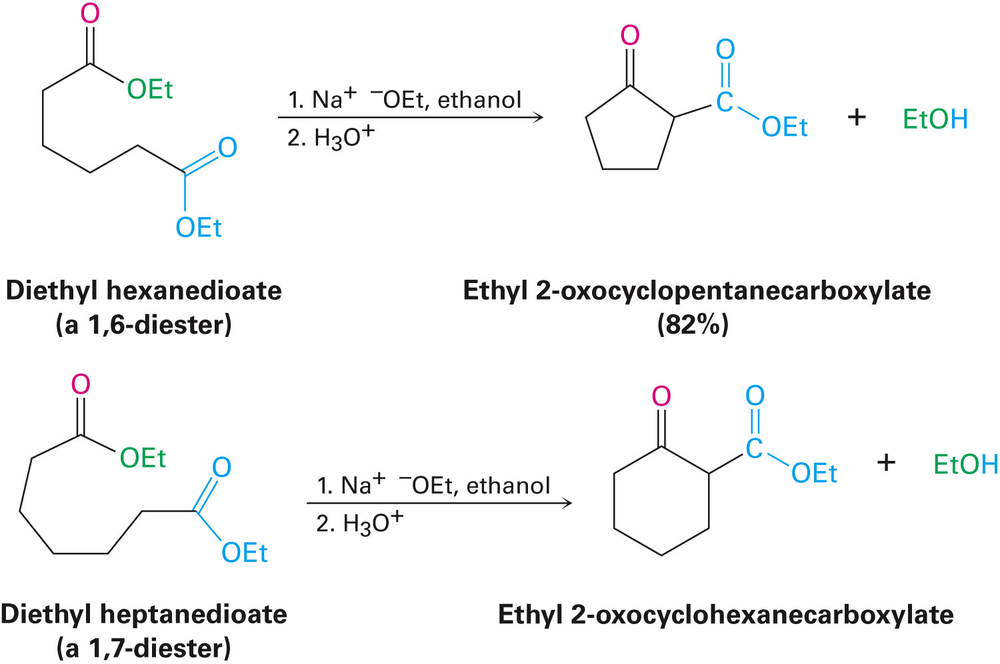 O
O
C
O
OEt
1. Na⁺ ⁻OEt, ethanol
2. H₃O⁺
OEt
+
EtOH
O
OEt
Diethyl hexanedioate
(a 1,6-diester)
Ethyl 2-oxocyclopentanecarboxylate
(82%)
O
O
O
C
OEt
O
1. Na⁺ ⁻OEt, ethanol
2. H₃O⁺
OEt
+
EtOH
OEt
Diethyl heptanedioate
(a 1,7-diester)
Ethyl 2-oxocyclohexanecarboxylate